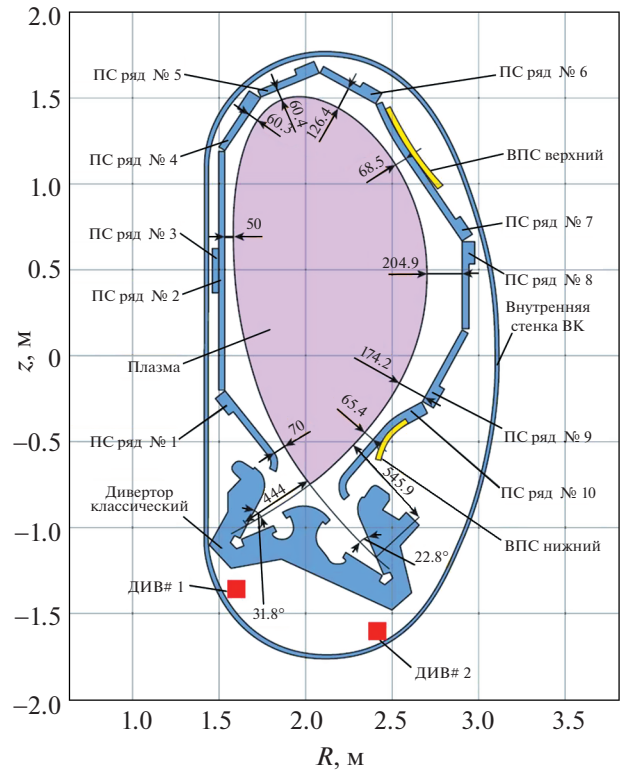 2.0
1.5
1.0
0.5
0
−0.5
−1.0
−1.5
−2.0
z, м
ПС ряд № 5
ПС ряд № 4
ПС ряд № 3
ПС ряд № 2
Плазма
ПС ряд № 1
Дивертор
классический
ДИВ# 1
ПС ряд № 6
ВПС верхний
ПС ряд № 7
ПС ряд № 8
Внутренняя
стенка ВК
ПС ряд № 9
ПС ряд № 10
ВПС нижний
ДИВ# 2
60.3
60.4
126.4
68.5
50
204.9
174.2
65.4
70
444
545.9
22.8°
31.8°
1.0
1.5
2.0
2.5
3.0
3.5
R, м